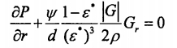 ∂P/∂r + ψ/d (1-ε*)/(ε*)³ |G|/2ρ G_r = 0